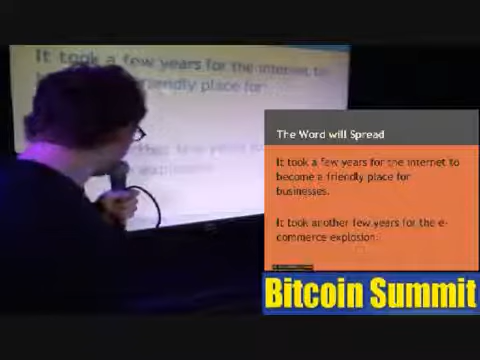 It took a few years for the internet to
friendly place for
The Word will Spread
It took a few years for the internet to
become a friendly place for
businesses.
It took another few years for the e-
commerce explosion.
Bitcoin Summit